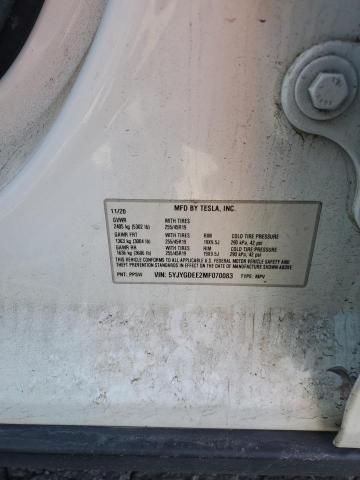 11/20 MFD BY TESLA, INC.
GVWR WITH TIRES
2405 kg (5302 lb) 255/45R19
GAWR FRT WITH TIRES RIM COLD TIRE PRESSURE
1363 kg (3004 lb) 255/45R19 19X9.5J 290 kPa, 42 psi
GAWR RR WITH TIRES RIM COLD TIRE PRESSURE
255/45R19 19X9.5J 290 kPa, 42 psi
THIS VEHICLE CONFORMS TO ALL APPLICABLE U.S. FEDERAL MOTOR VEHICLE SAFETY
AND THEFT PREVENTION STANDARDS IN EFFECT ON THE DATE OF MANUFACTURE SHOWN ABOVE.
PNT: PPSW VIN: 5YJYGDEE2MF070083 TYPE: MPV